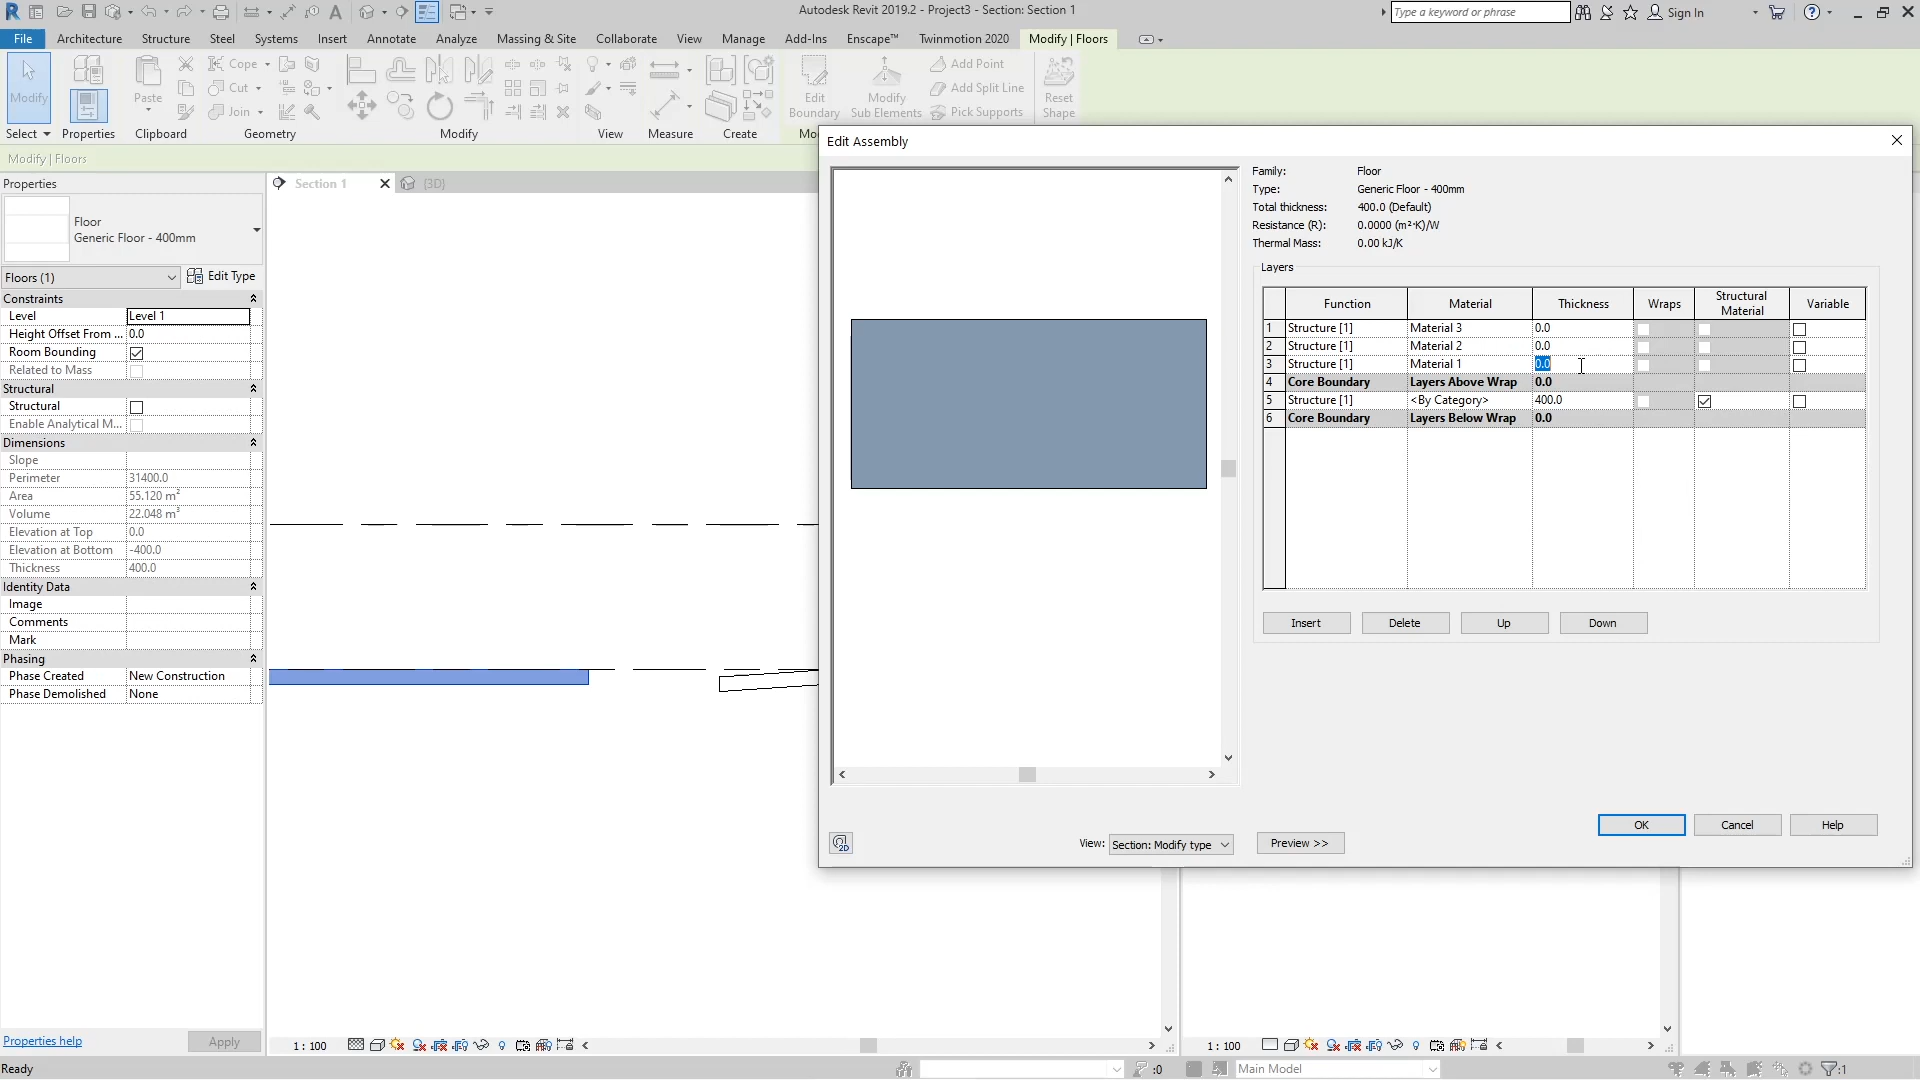 Autodesk Revit 2019.2 - Project3 - Section: Section 1
Type a keyword or phrase
Sign In
File Architecture Structure Steel Systems Insert Annotate Analyze Massing & Site Collaborate View Manage Add-Ins Enscape™ Twinmotion 2020 Modify | Floors
Modify
Paste
Cope
Cut
Join
Edit Boundary
Modify Sub Elements
Add Point
Add Split Line
Pick Supports
Reset Shape
Select Properties Clipboard Geometry Modify View Measure Create Mo
Modify | Floors
Properties
Floor
Generic Floor - 400mm
Floors (1) Edit Type
Constraints
Level Level 1
Height Offset From ... 0.0
Room Bounding
Related to Mass
Structural
Structural
Enable Analytical M...
Dimensions
Slope
Perimeter 31400.0
Area 55.120 m²
Volume 22.048 m³
Elevation at Top 0.0
Elevation at Bottom -400.0
Thickness 400.0
Identity Data
Image
Comments
Mark
Phasing
Phase Created New Construction
Phase Demolished None
Properties help Apply
Section 1 {3D}
Edit Assembly
Family: Floor
Type: Generic Floor - 400mm
Total thickness: 400.0 (Default)
Resistance (R): 0.0000 (m²·K)/W
Thermal Mass: 0.00 kJ/K
Layers
Function Material Thickness Wraps Structural Material Variable
1 Structure [1] Material 3 0.0
2 Structure [1] Material 2 0.0
3 Structure [1] Material 1 0.0
4 Core Boundary Layers Above Wrap 0.0
5 Structure [1] <By Category> 400.0
6 Core Boundary Layers Below Wrap 0.0
Insert Delete Up Down
OK Cancel Help
2D
View: Section: Modify type Preview >>
1 : 100
1 : 100
Ready
:0
Main Model
:1